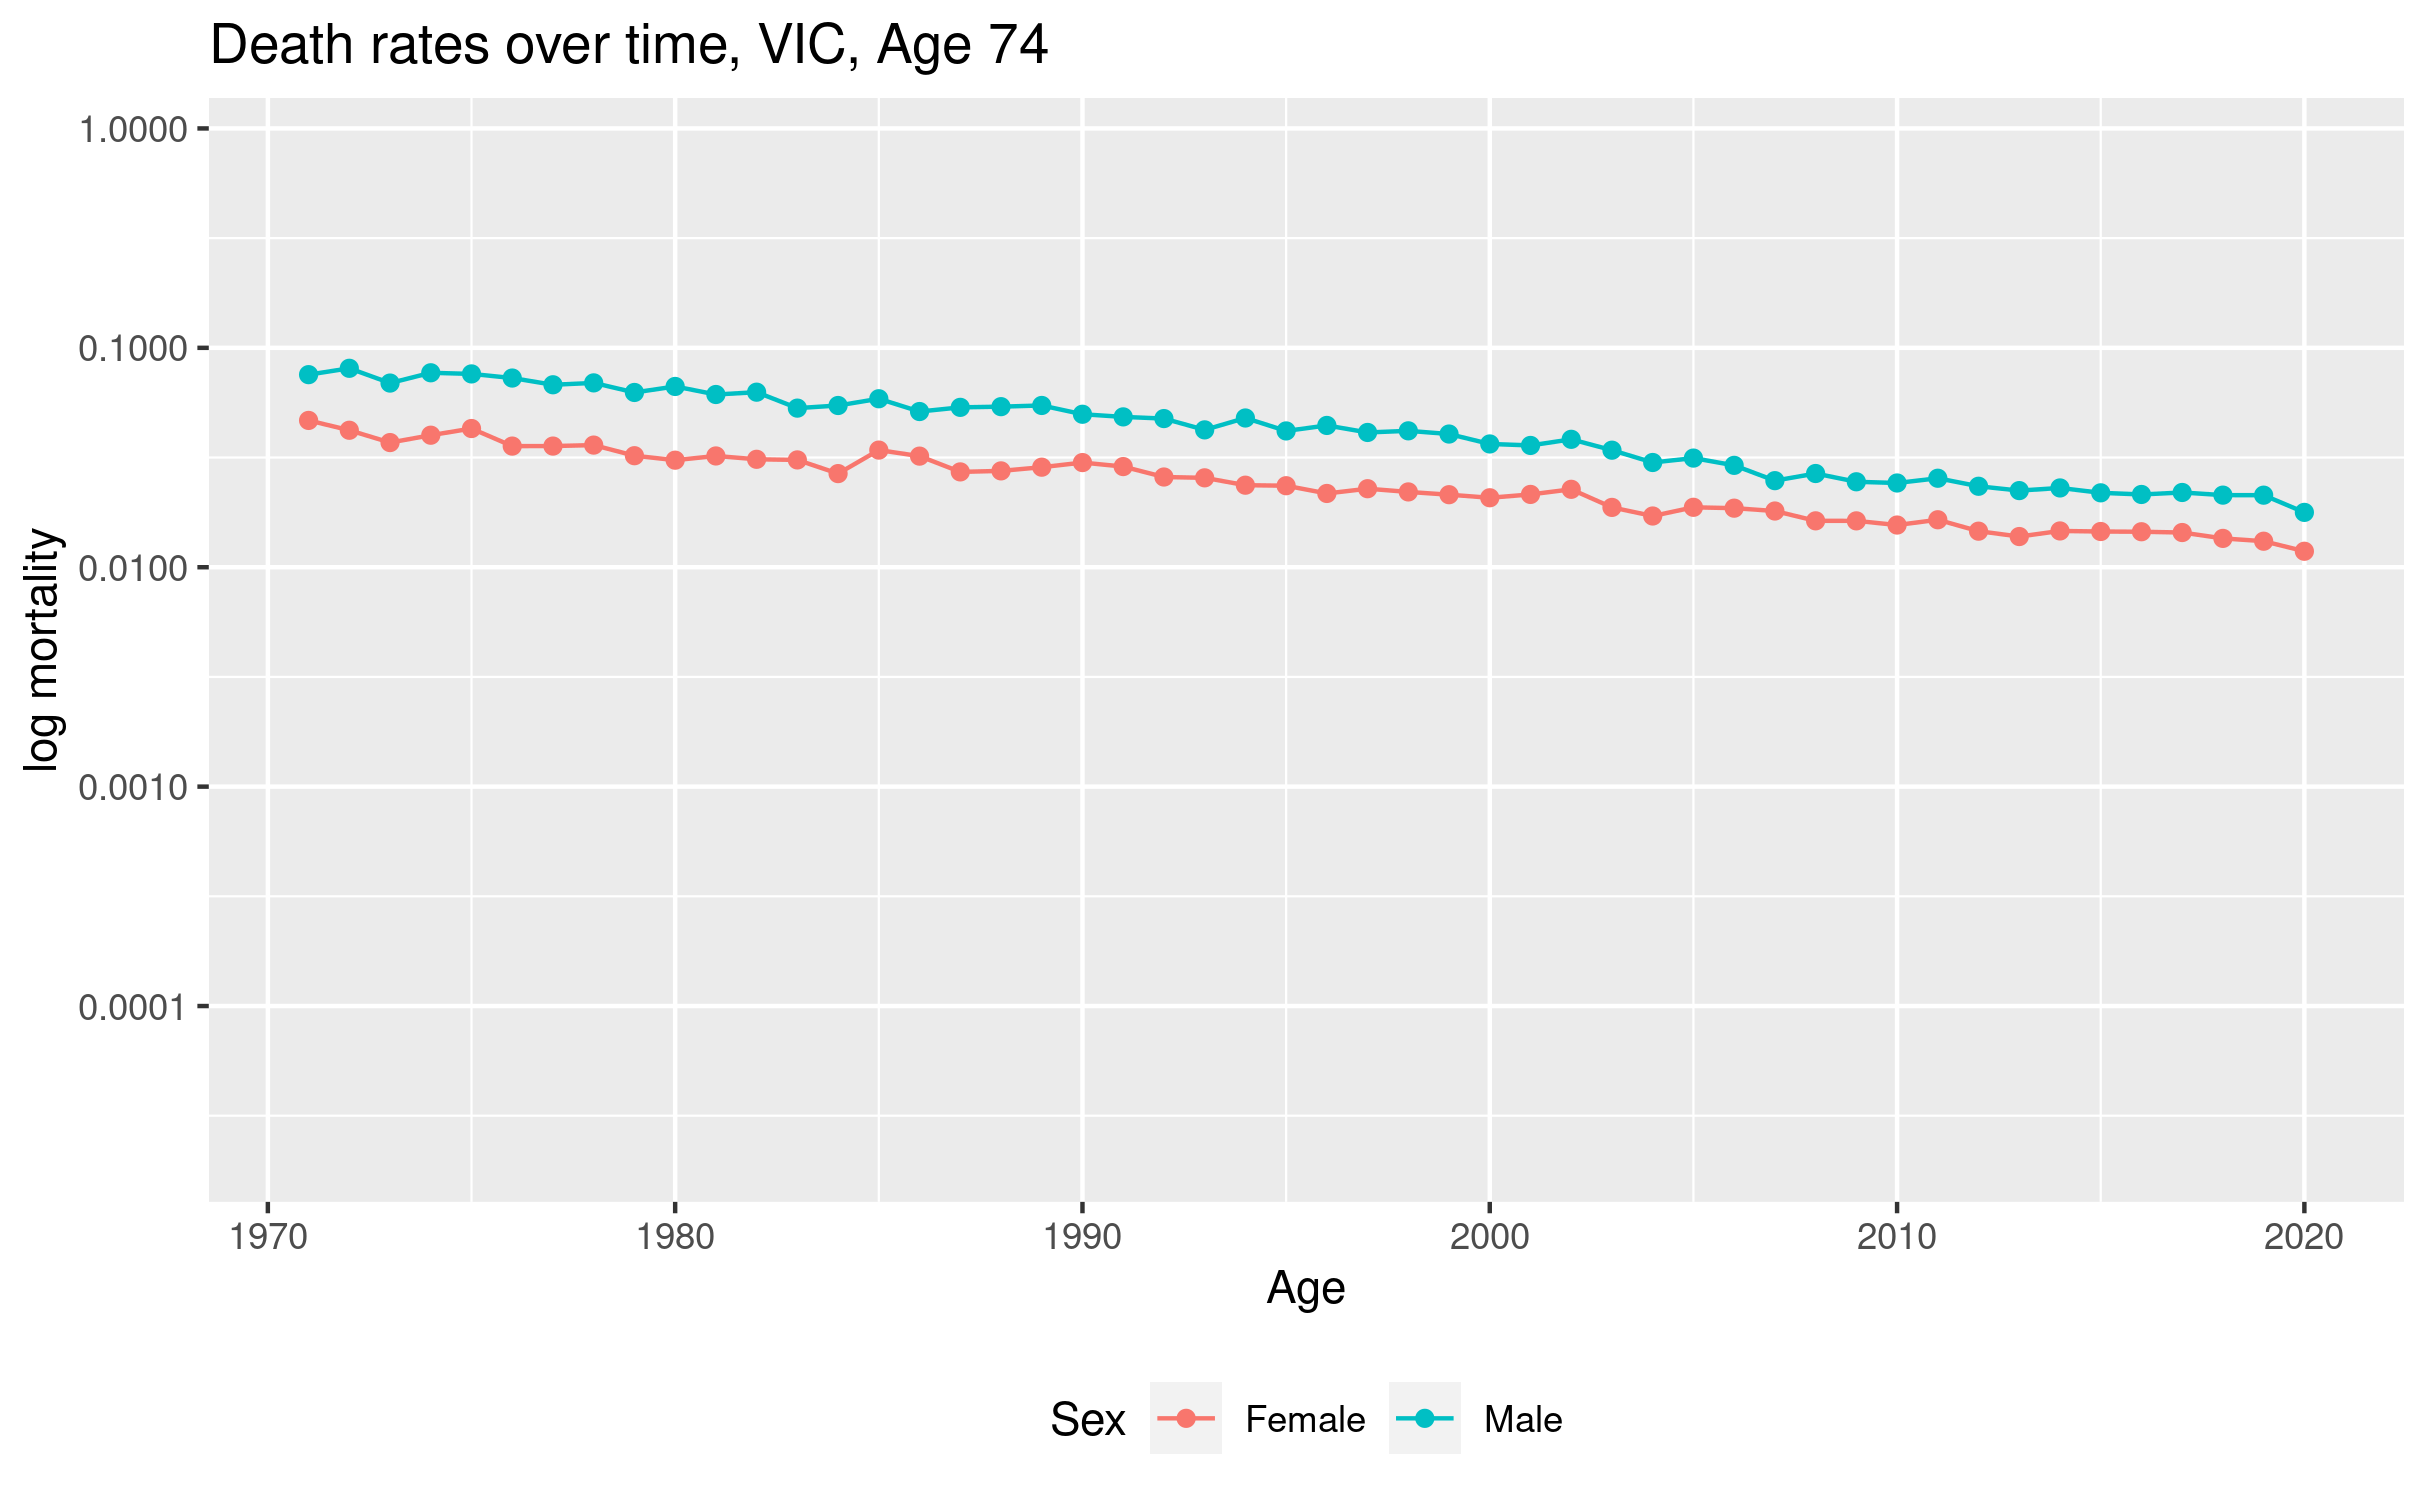 Death rates over time, VIC, Age 74
1.0000
0.1000
0.0100
0.0010
0.0001
log mortality
1970 1980 1990 2000 2010 2020
Age
Sex Female Male